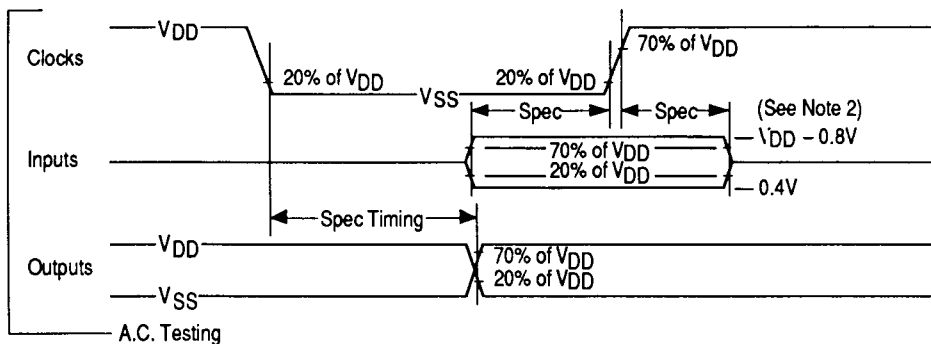 VDD
Clocks
70% of VDD
20% of VDD
20% of VDD
VSS
Spec
Spec
(See Note 2)
VDD – 0.8V
Inputs
70% of VDD
20% of VDD
0.4V
Spec Timing
VDD
Outputs
70% of VDD
20% of VDD
VSS
A.C. Testing